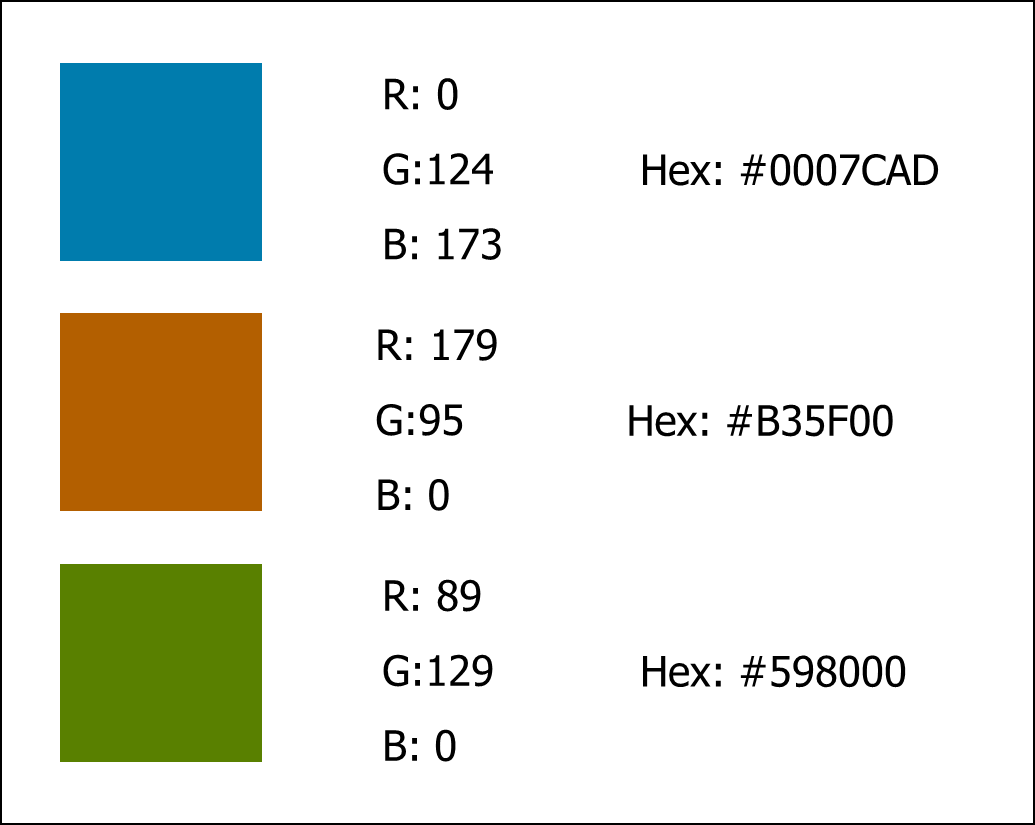 R: 0
G:124
Hex: #0007CAD
B: 173
R: 179
G:95
Hex: #B35F00
B: 0
R: 89
G:129
Hex: #598000
B: 0